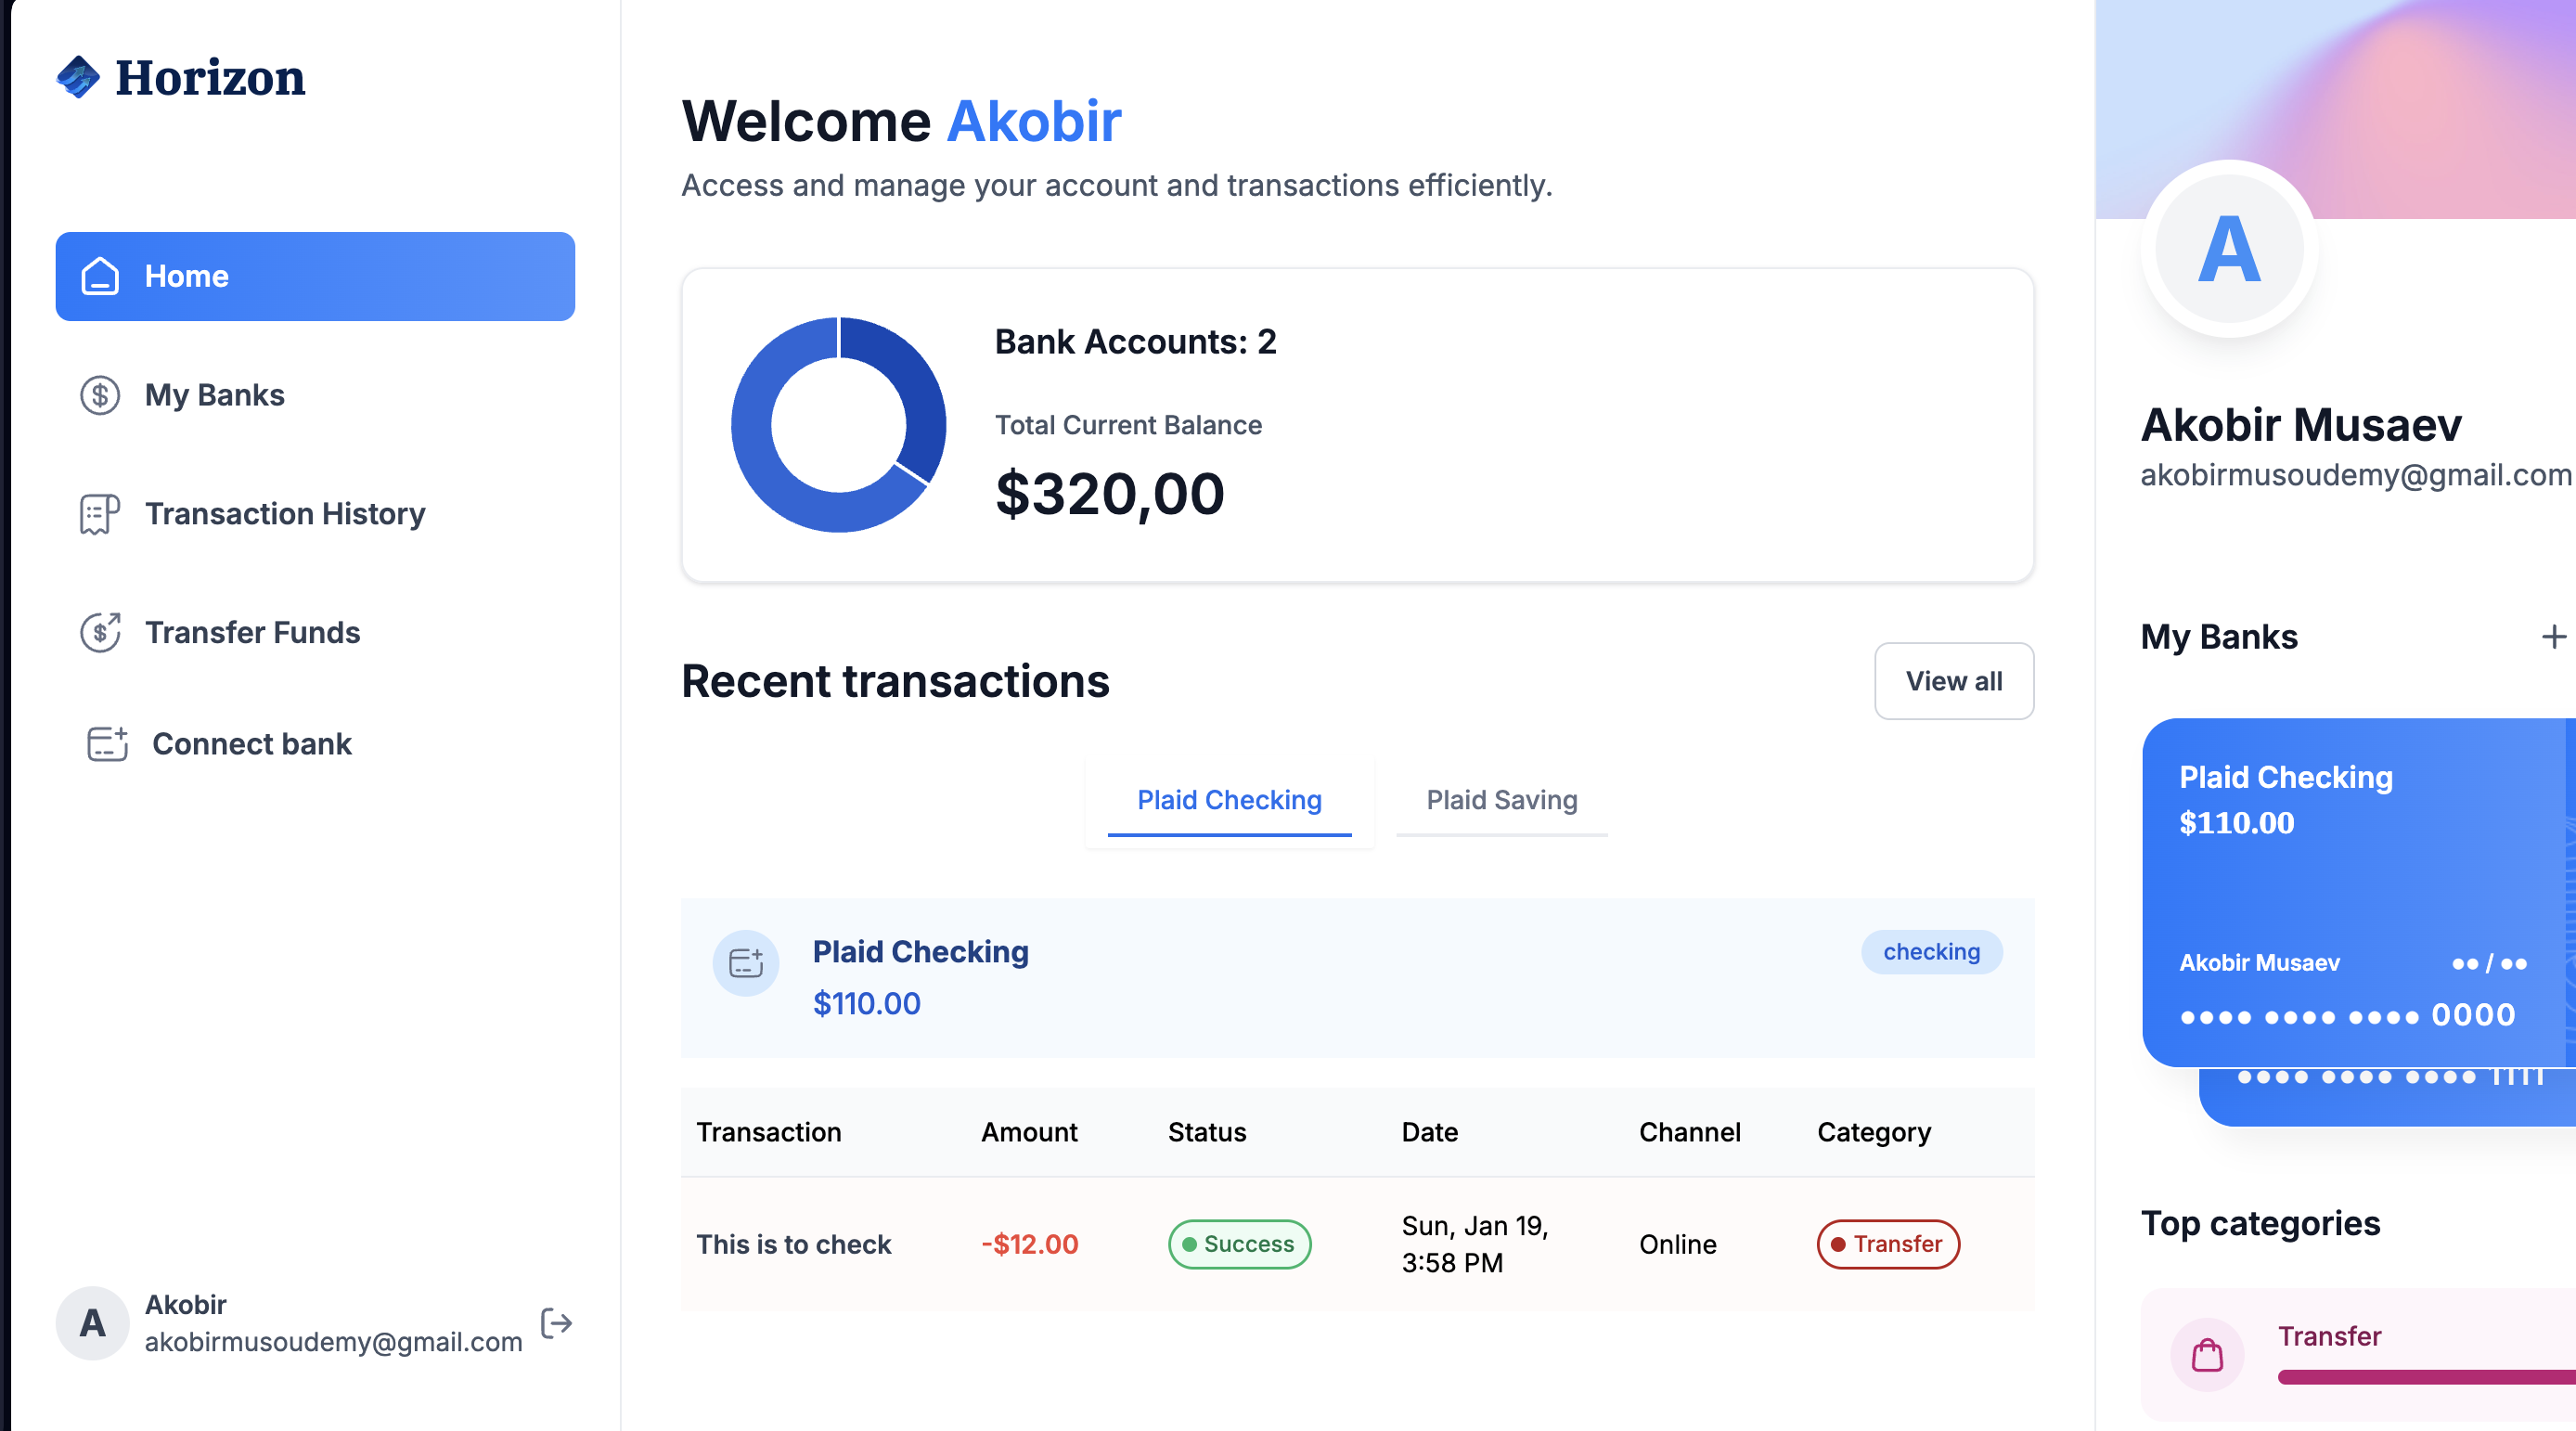 Horizon
Home
My Banks
Transaction History
Transfer Funds
Connect bank
A
Akobir
akobirmusoudemy@gmail.com
Welcome Akobir
Access and manage your account and transactions efficiently.
Bank Accounts: 2
Total Current Balance
$320,00
Recent transactions
View all
Plaid Checking
Plaid Saving
Plaid Checking
$110.00
checking
Transaction Amount Status Date Channel Category
This is to check -$12.00 Success Sun, Jan 19, 3:58 PM Online Transfer
A
Akobir Musaev
akobirmusoudemy@gmail.com
My Banks +
Plaid Checking
$110.00
Akobir Musaev ●● / ●●
●●●● ●●●● ●●●● 0000
●●●● ●●●● ●●●● 1111
Top categories
Transfer